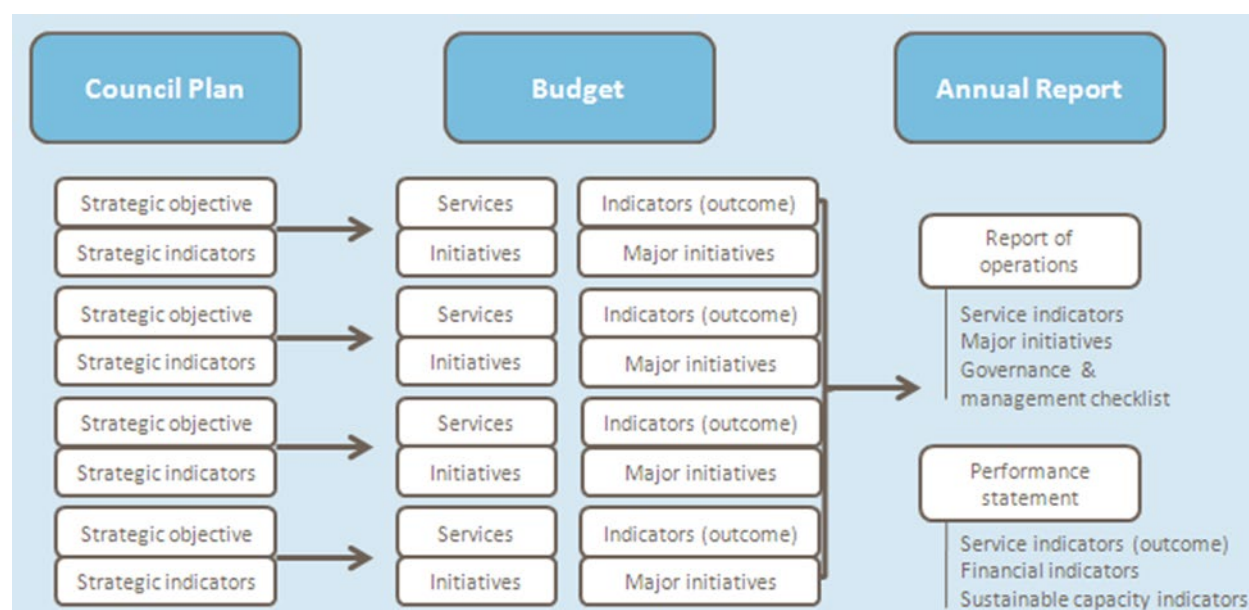 Council Plan
Budget
Annual Report
Strategic objective
Strategic indicators
Services
Initiatives
Indicators (outcome)
Major initiatives
Strategic objective
Strategic indicators
Services
Initiatives
Indicators (outcome)
Major initiatives
Strategic objective
Strategic indicators
Services
Initiatives
Indicators (outcome)
Major initiatives
Strategic objective
Strategic indicators
Services
Initiatives
Indicators (outcome)
Major initiatives
Report of
operations
Service indicators
Major initiatives
Governance &
management checklist
Performance
statement
Service indicators (outcome)
Financial indicators
Sustainable capacity indicators